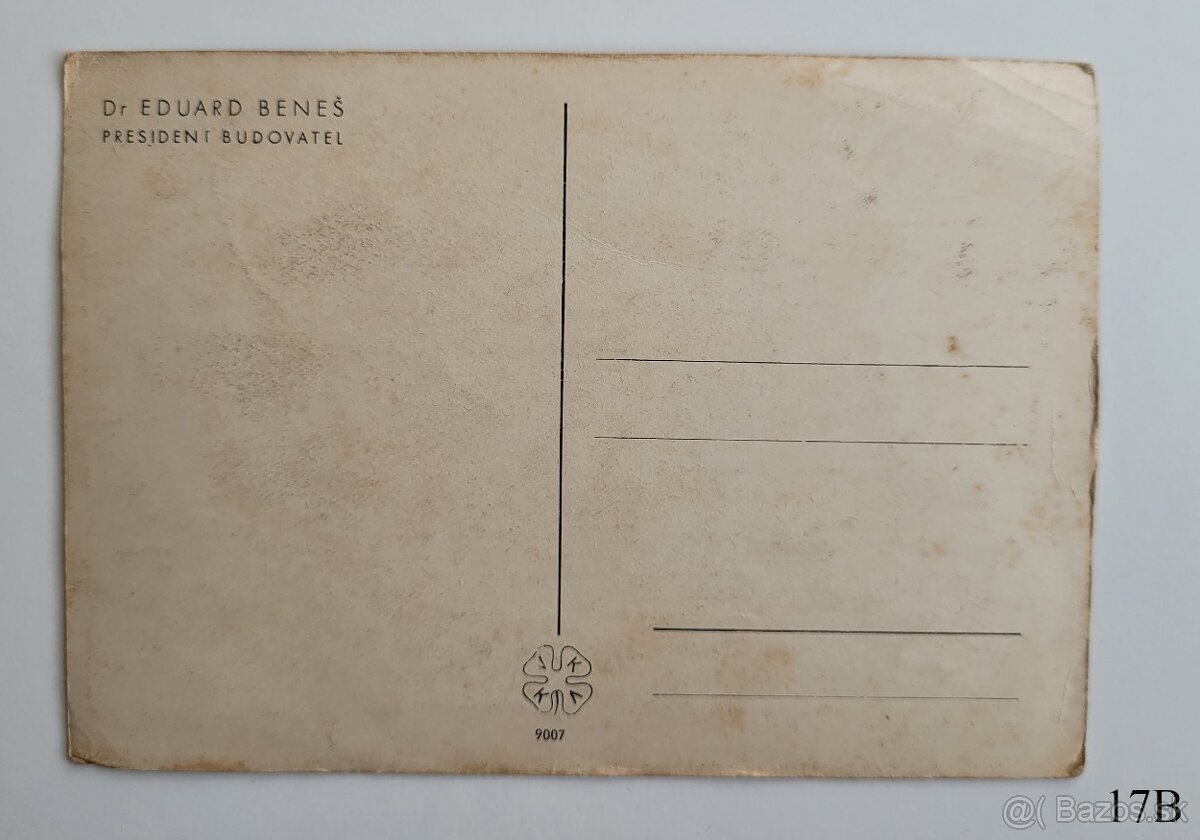 Dr EDUARD BENEŠ
PRESIDENT BUDOVATEL
9007
17B
@( Bazos.sk